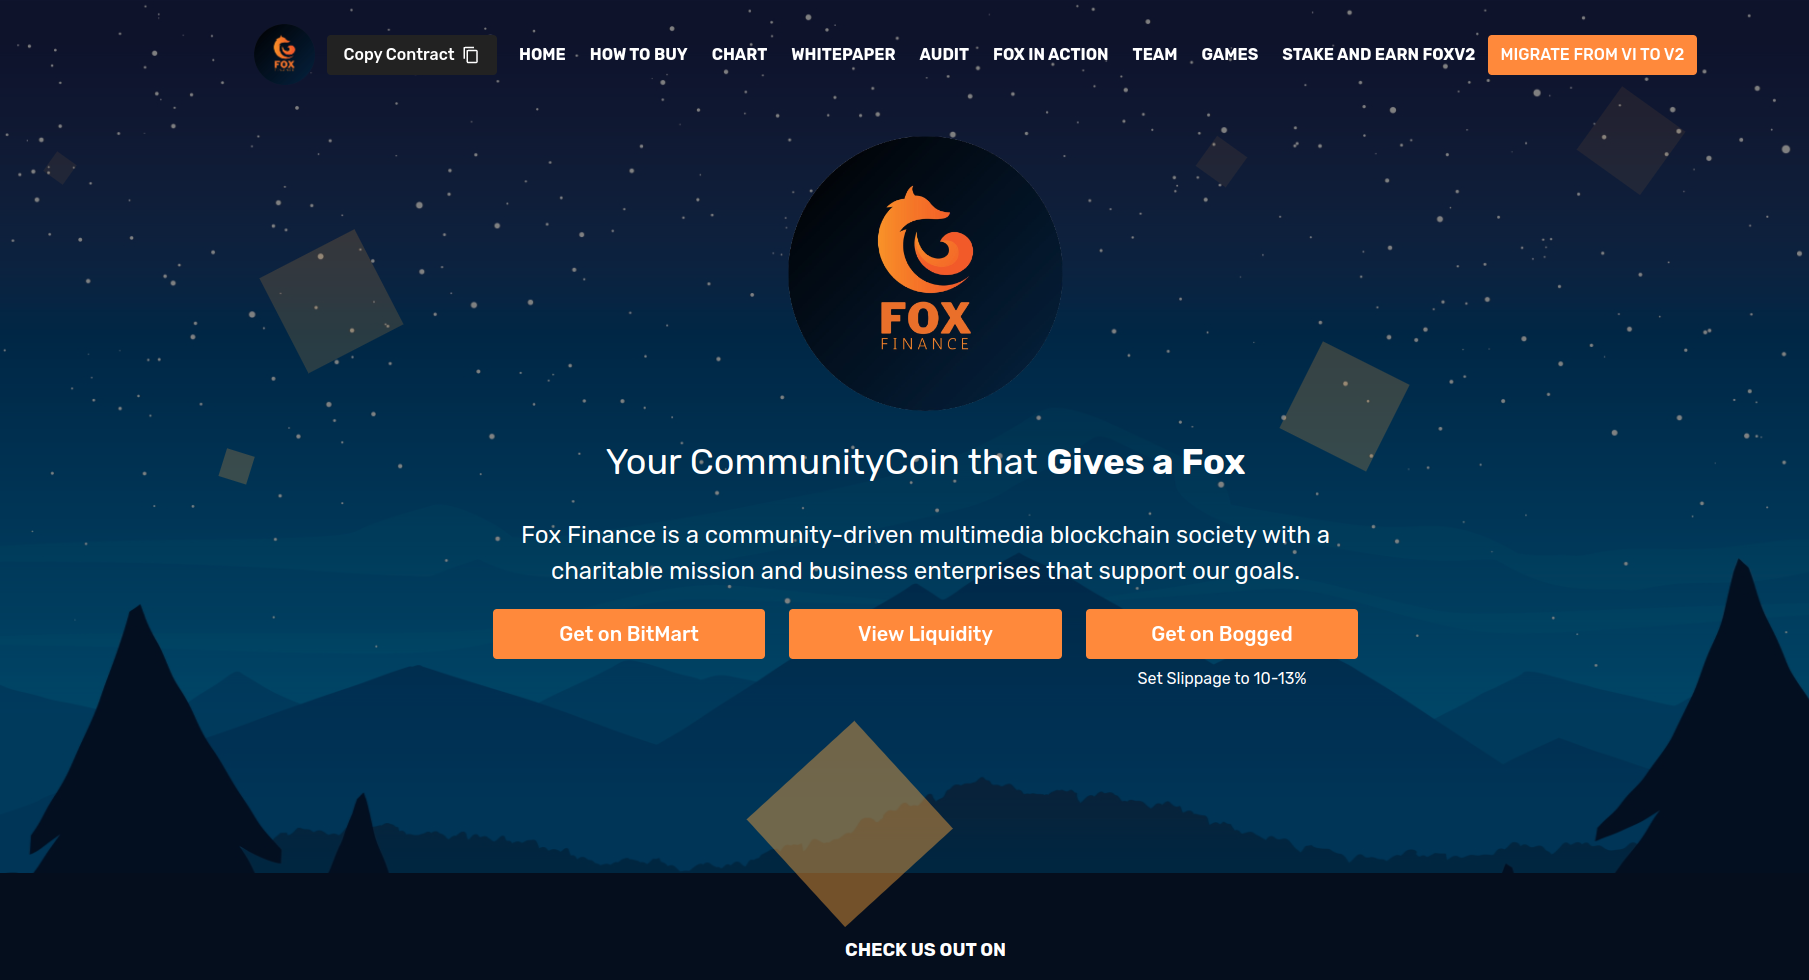 FOX
FINANCE
Copy Contract
HOME
HOW TO BUY
CHART
WHITEPAPER
AUDIT
FOX IN ACTION
TEAM
GAMES
STAKE AND EARN FOXV2
MIGRATE FROM V1 TO V2
FOX
FINANCE
Your CommunityCoin that Gives a Fox
Fox Finance is a community-driven multimedia blockchain society with a
charitable mission and business enterprises that support our goals.
Get on BitMart
View Liquidity
Get on Bogged
Set Slippage to 10-13%
CHECK US OUT ON